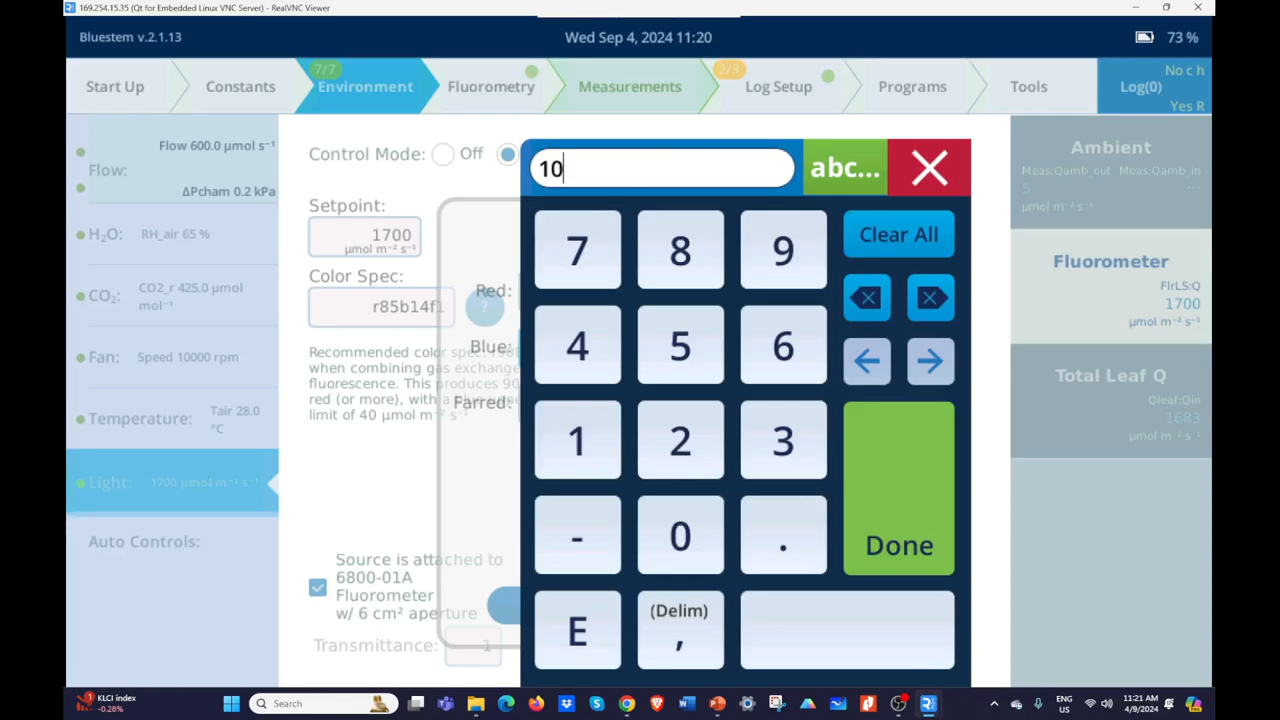 169.254.15.35 (Qt for Embedded Linux VNC Server) - RealVNC Viewer
Bluestem v.2.1.13
Wed Sep 4, 2024 11:20
73 %
Start Up
Constants
7/7
Environment
Fluorometry
Measurements
2/3
Log Setup
Programs
Tools
No c h
Log(0)
Yes R
Flow 600.0 µmol s⁻¹
Flow:
ΔPcham 0.2 kPa
H₂O: RH_air 65 %
CO₂: CO2_r 425.0 µmol
mol⁻¹
Fan: Speed 10000 rpm
Temperature: Tair 28.0
°C
Light: 1700 µmol m⁻² s⁻¹
Auto Controls:
Control Mode: Off
Setpoint:
1700
µmol m⁻² s⁻¹
Color Spec:
r85b14f1
?
Recommended color spec:
when combining gas exchange
fluorescence. This produces 90
red (or more), with a
limit of 40 µmol m⁻² s⁻¹
Red:
Blue:
Farred:
Source is attached to
6800-01A
Fluorometer
w/ 6 cm² aperture
Transmittance: 1
10
abc...
7 8 9
Clear All
4 5 6
1 2 3
- 0 .
Done
E
(Delim)
,
Ambient
Meas:Qamb_out Meas:Qamb_in
5 ---
µmol m⁻² s⁻¹
Fluorometer
FlrLS:Q
1700
µmol m⁻² s⁻¹
Total Leaf Q
Qleaf:Qin
1683
µmol m⁻² s⁻¹
1
KLCI index
-0.28%
Search
ENG
US
11:21 AM
4/9/2024